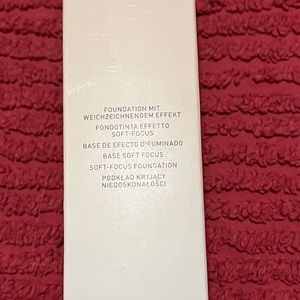 FOUNDATION MIT
WEICHZEICHNENDEM EFFEKT
FONDOTINTA EFFETTO
SOFT-FOCUS
BASE DE EFECTO DIFUMINADO
BASE SOFT FOCUS
SOFT-FOCUS FOUNDATION
PODKŁAD KRYJĄCY
NIEDOSKONAŁOŚCI